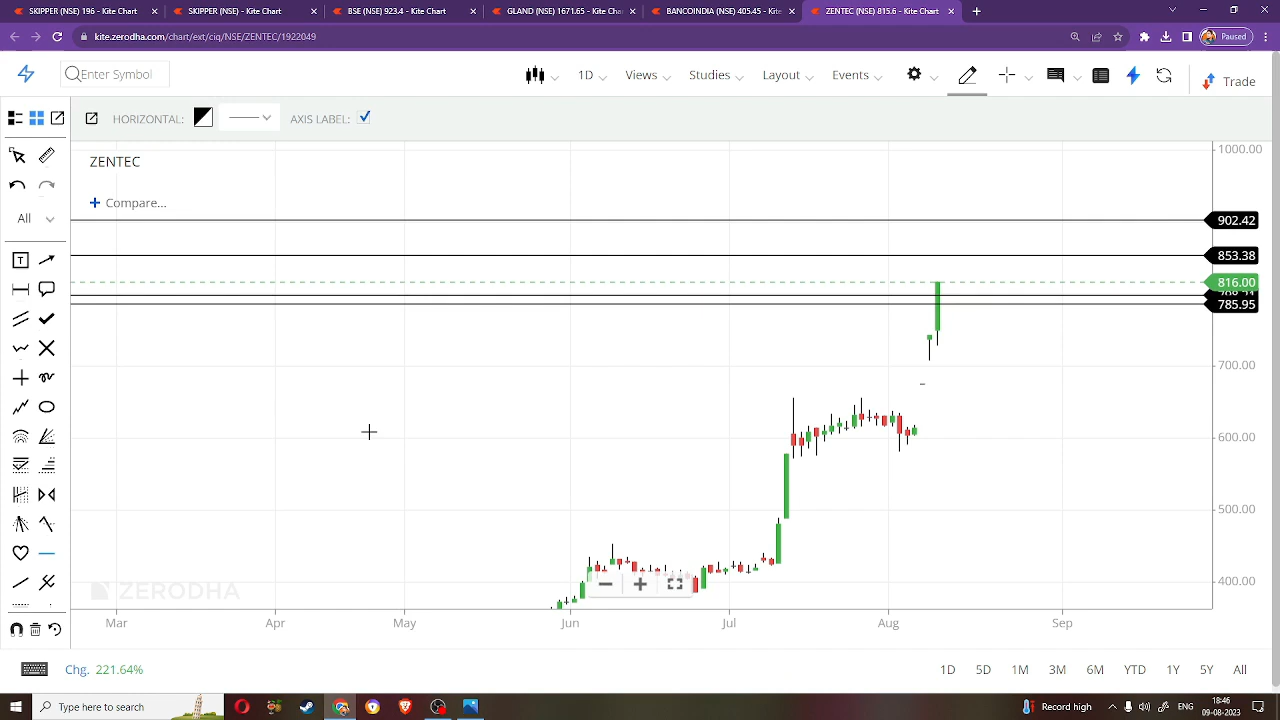 SKIPPER (NSE) 196 - Kite Chart
SKIPPER (NSE) - Kite Chart
BSE (NSE) 923.4 - Kite Chart
GLAND (NSE) 1671.65 - Kite Chart
BANCOINDIA (NSE) 405.45 - Kite
ZENTEC (NSE) 815.6 - Kite Chart
kite.zerodha.com/chart/ext/ciq/NSE/ZENTEC/1922049
Paused
Enter Symbol
1D
Views
Studies
Layout
Events
Trade
HORIZONTAL:
AXIS LABEL:
ZENTEC
Compare...
All
T
1000.00
902.42
853.38
816.00
785.95
700.00
600.00
500.00
400.00
ZERODHA
Mar
Apr
May
Jun
Jul
Aug
Sep
Chg. 221.64%
1D
5D
1M
3M
6M
YTD
1Y
5Y
All
Type here to search
Record high
ENG
18:46
09-08-2023